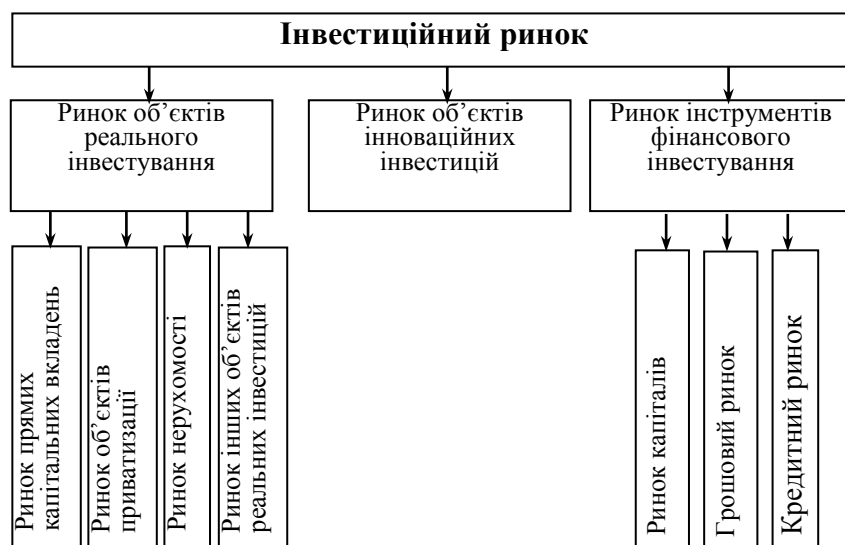 Інвестиційний ринок
Ринок об’єктів
реального
інвестування
Ринок об’єктів
інноваційних
інвестицій
Ринок інструментів
фінансового
інвестування
Ринок прямих
капітальних вкладень
Ринок об’єктів
приватизації
Ринок нерухомості
Ринок інших об’єктів
реальних інвестицій
Ринок капіталів
Грошовий ринок
Кредитний ринок